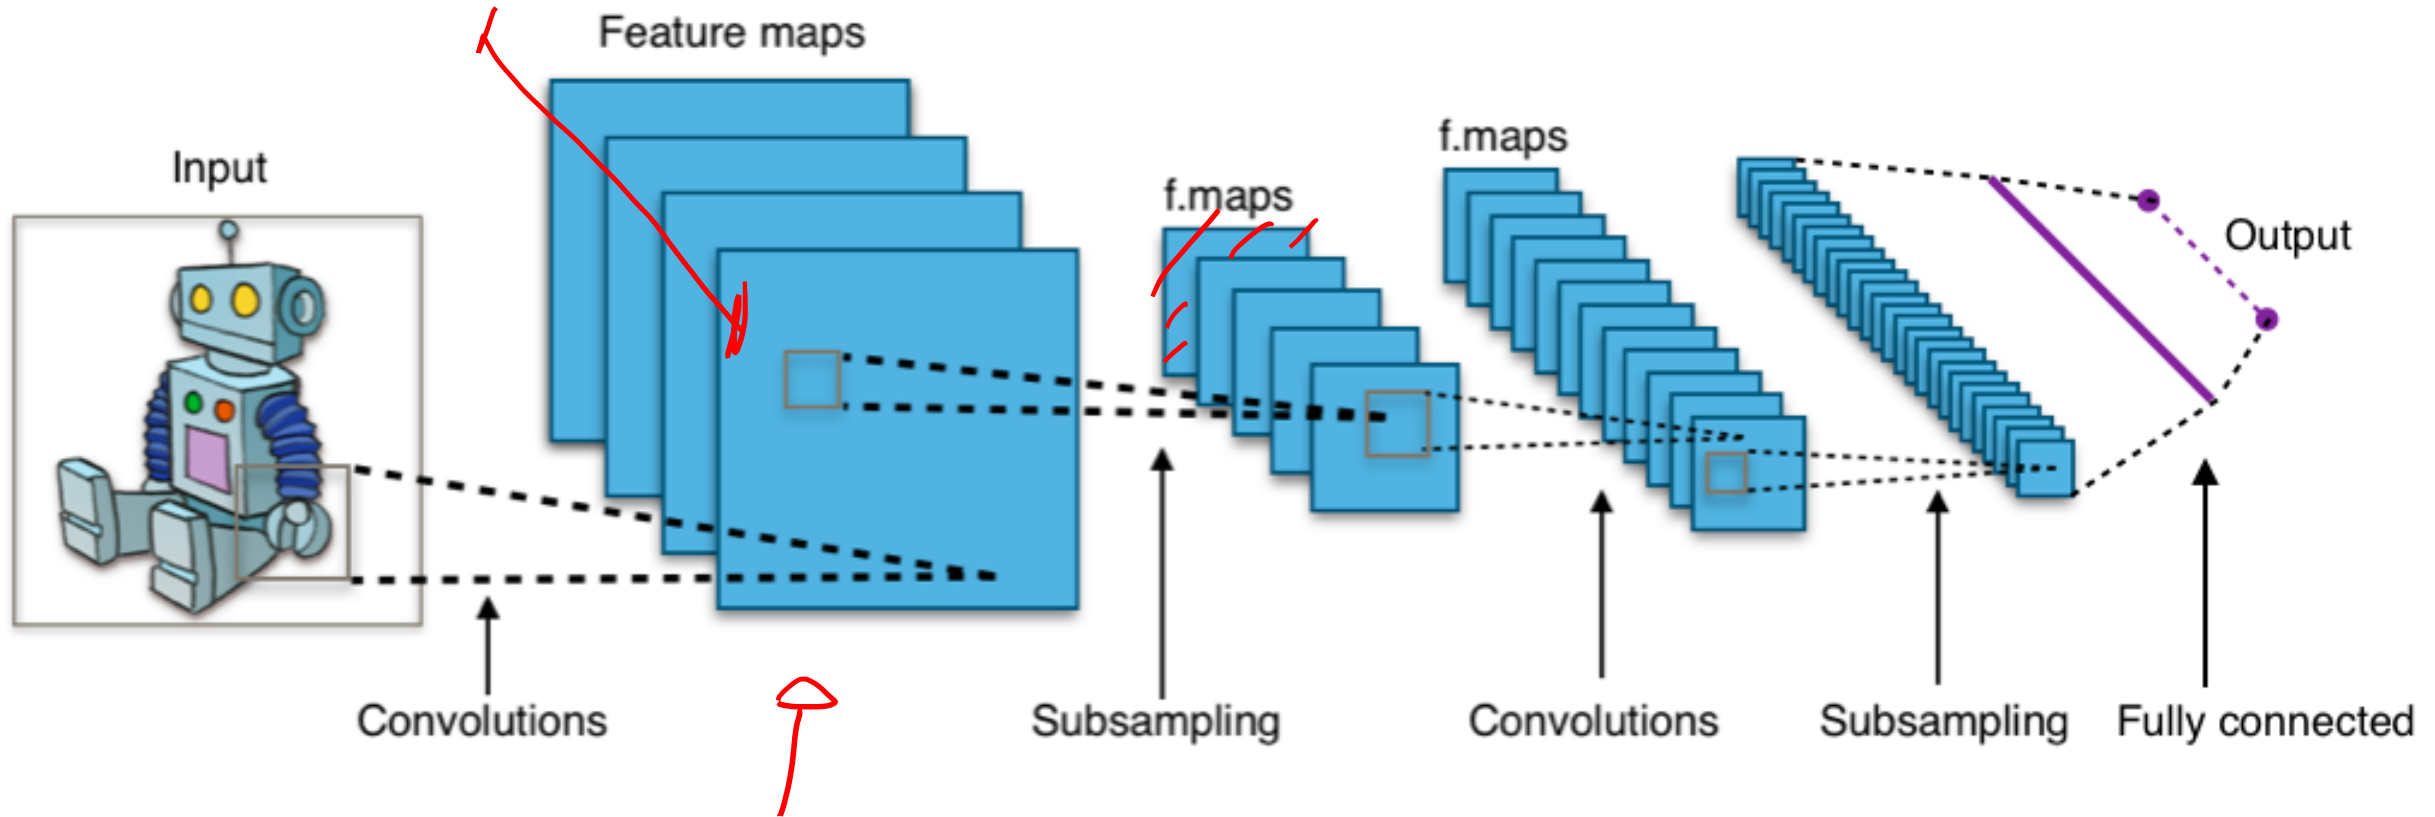 Feature maps
Input
f.maps
f.maps
Output
Convolutions
Subsampling
Convolutions
Subsampling
Fully connected